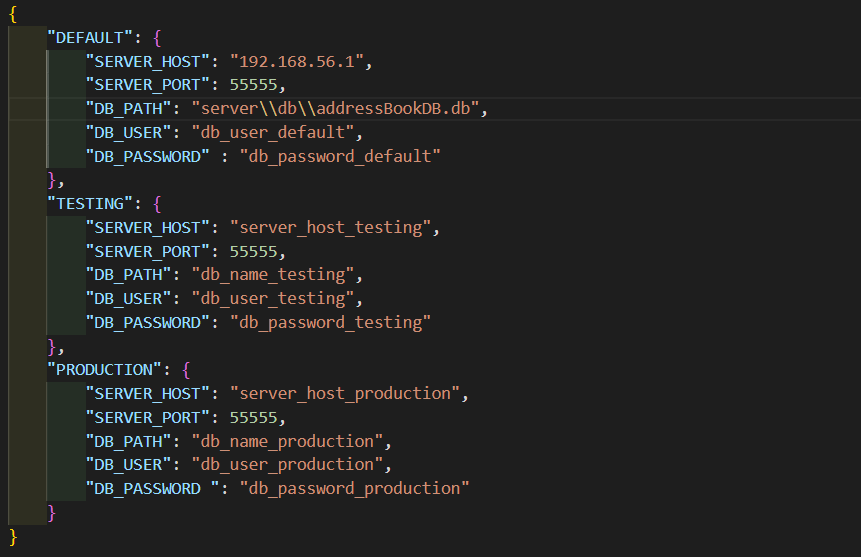 {
"DEFAULT": {
"SERVER_HOST": "192.168.56.1",
"SERVER_PORT": 55555,
"DB_PATH": "server\\db\\addressBookDB.db",
"DB_USER": "db_user_default",
"DB_PASSWORD" : "db_password_default"
},
"TESTING": {
"SERVER_HOST": "server_host_testing",
"SERVER_PORT": 55555,
"DB_PATH": "db_name_testing",
"DB_USER": "db_user_testing",
"DB_PASSWORD": "db_password_testing"
},
"PRODUCTION": {
"SERVER_HOST": "server_host_production",
"SERVER_PORT": 55555,
"DB_PATH": "db_name_production",
"DB_USER": "db_user_production",
"DB_PASSWORD ": "db_password_production"
}
}